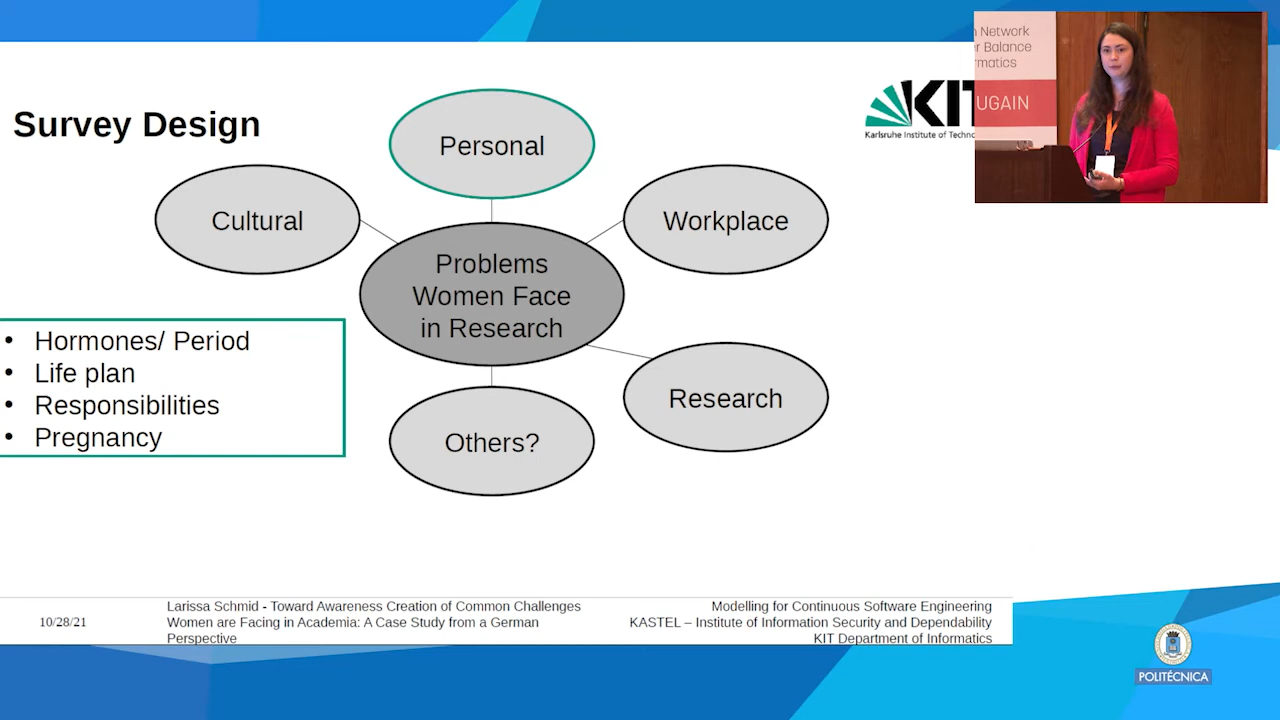 Survey Design
KIT
Karlsruhe Institute of Techno
n Network
er Balance
rmatics
UGAIN
Personal
Cultural
Workplace
Problems
Women Face
in Research
• Hormones/ Period
• Life plan
• Responsibilities
• Pregnancy
Research
Others?
10/28/21
Larissa Schmid - Toward Awareness Creation of Common Challenges
Women are Facing in Academia: A Case Study from a German
Perspective
Modelling for Continuous Software Engineering
KASTEL – Institute of Information Security and Dependability
KIT Department of Informatics
POLITÉCNICA